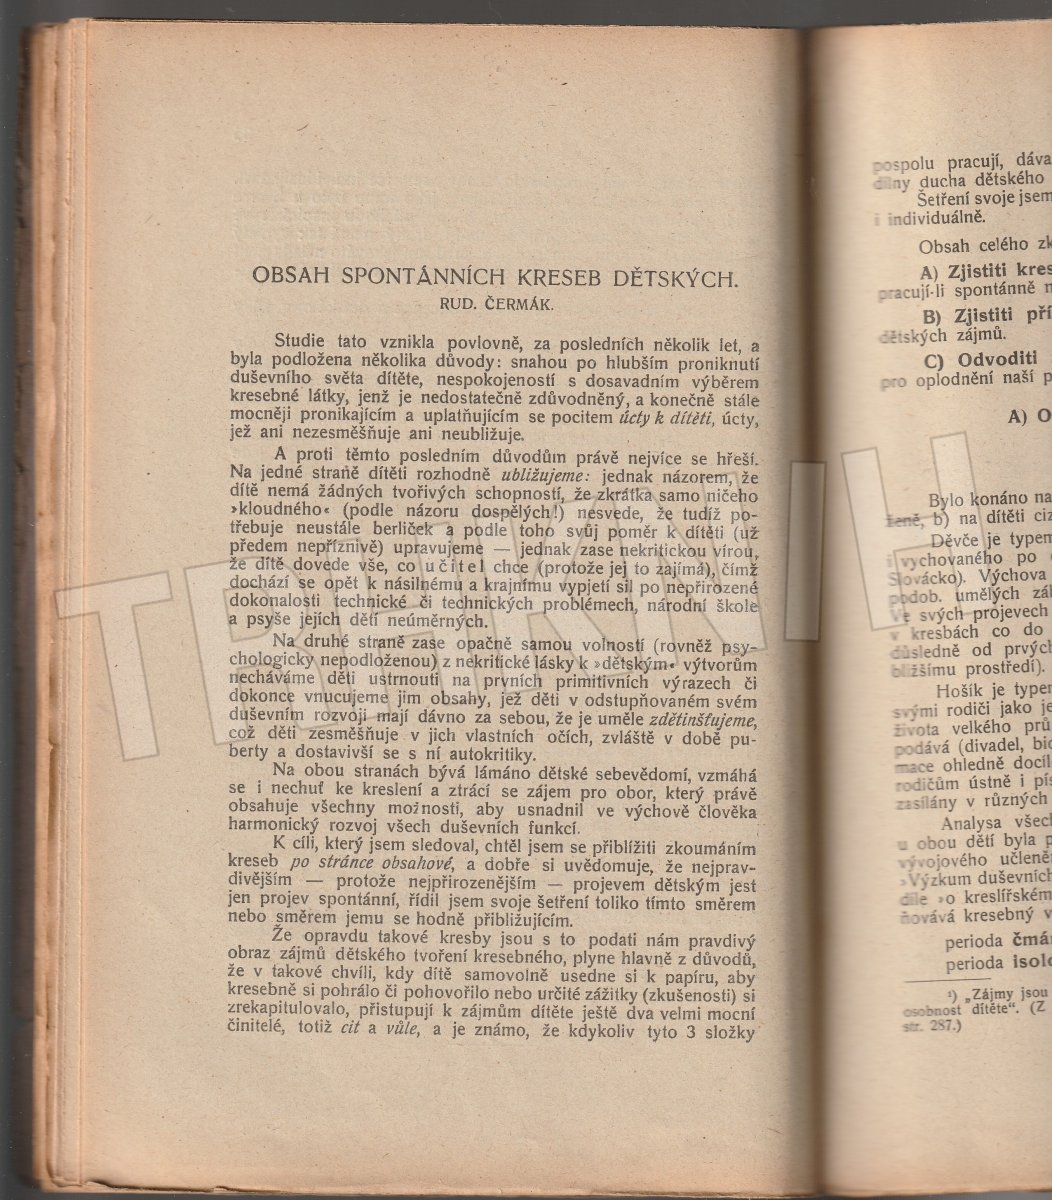 OBSAH SPONTÁNNÍCH KRESEB DĚTSKÝCH.
RUD. ČERMÁK.
Studie tato vznikla povlovně, za posledních několik let, a
byla podložena několika důvody: snahou po hlubším proniknutí
duševního světa dítěte, nespokojeností s dosavadním výběrem
kresebné látky, jenž je nedostatečně zdůvodněný, a konečně stále
mocněji pronikajícím a uplatňujícím se pocitem úcty k dítěti, úcty,
jež ani nezesměšňuje ani neubližuje.
A proti těmto posledním důvodům právě nejvíce se hřeší.
Na jedné straně dítěti rozhodně ubližujeme: jednak názorem, že
dítě nemá žádných tvořivých schopností, že zkrátka samo ničeho
»kloudného« (podle názoru dospělých!) nesvede, že tudíž po-
třebuje neustále berliček a podle toho svůj poměr k dítěti (už
předem nepříznivě) upravujeme — jednak zase nekritickou vírou,
že dítě dovede vše, co učitel chce (protože jej to zajímá), čímž
dochází se opět k násilnému a krajnímu vypjetí sil po nepřirozené
dokonalosti technické či technických problémech, národní škole
a psyše jejích dětí neúměrných.
Na druhé straně zase opačně samou volností (rovněž psy-
chologicky nepodloženou) z nekritické lásky k »dětským« výtvorům
necháváme děti ustrnouti na prvních primitivních výrazech či
dokonce vnucujeme jim obsahy, jež děti v odstupňovaném svém
duševním rozvoji mají dávno za sebou, že je uměle zdětinšťujeme,
což děti zesměšňuje v jich vlastních očích, zvláště v době pu-
berty a dostavivší se s ní autokritiky.
Na obou stranách bývá lámáno dětské sebevědomí, vzmáhá
se i nechuť ke kreslení a ztrácí se zájem pro obor, který právě
obsahuje všechny možnosti, aby usnadnil ve výchově člověka
harmonický rozvoj všech duševních funkcí.
K cíli, který jsem sledoval, chtěl jsem se přiblížiti zkoumáním
kreseb po stránce obsahové, a dobře si uvědomuje, že nejprav-
divějším — protože nejpřirozenějším — projevem dětským jest
jen projev spontánní, řídil jsem svoje šetření toliko tímto směrem
nebo směrem jemu se hodně přibližujícím.
Že opravdu takové kresby jsou s to podati nám pravdivý
obraz zájmů dětského tvoření kresebného, plyne hlavně z důvodů,
že v takové chvíli, kdy dítě samovolně usedne si k papíru, aby
kresebně si pohrálo či pohovořilo nebo určité zážitky (zkušenosti) si
zrekapitulovalo, přistupují k zájmům dítěte ještě dva velmi mocní
činitelé, totiž cit a vůle, a je známo, že kdykoliv tyto 3 složky
pospolu pracují, dáva
dílny ducha dětského
Šetření svoje jsem
i individuálně.
Obsah celého zk
A) Zjistiti kres
pracují-li spontánně n
B) Zjistiti pří
dětských zájmů.
C) Odvoditi
pro oplodnění naší p
A) O
Bylo konáno na
ženě, b) na dítěti ciz
Děvče je typem
i vychovaného po
Slovácko). Výchova
podob. umělých zál
Ve svých projevech
v kresbách co do
důsledně od prvých
bližšímu prostředí).
Hošík je typem
svými rodiči jako je
života velkého prů
podává (divadel, bio
mace ohledně docíl
rodičům ústně i pís
zasílány v různých
Analysa všech
u obou dětí byla p
vývojového učleně
»Výzkum duševních
díle »o kreslířském
ňovává kresebný v
perioda čmá
perioda isolo
¹) „Zájmy jsou
osobnost dítěte“. (Z
str. 287.)
TRHKNIH